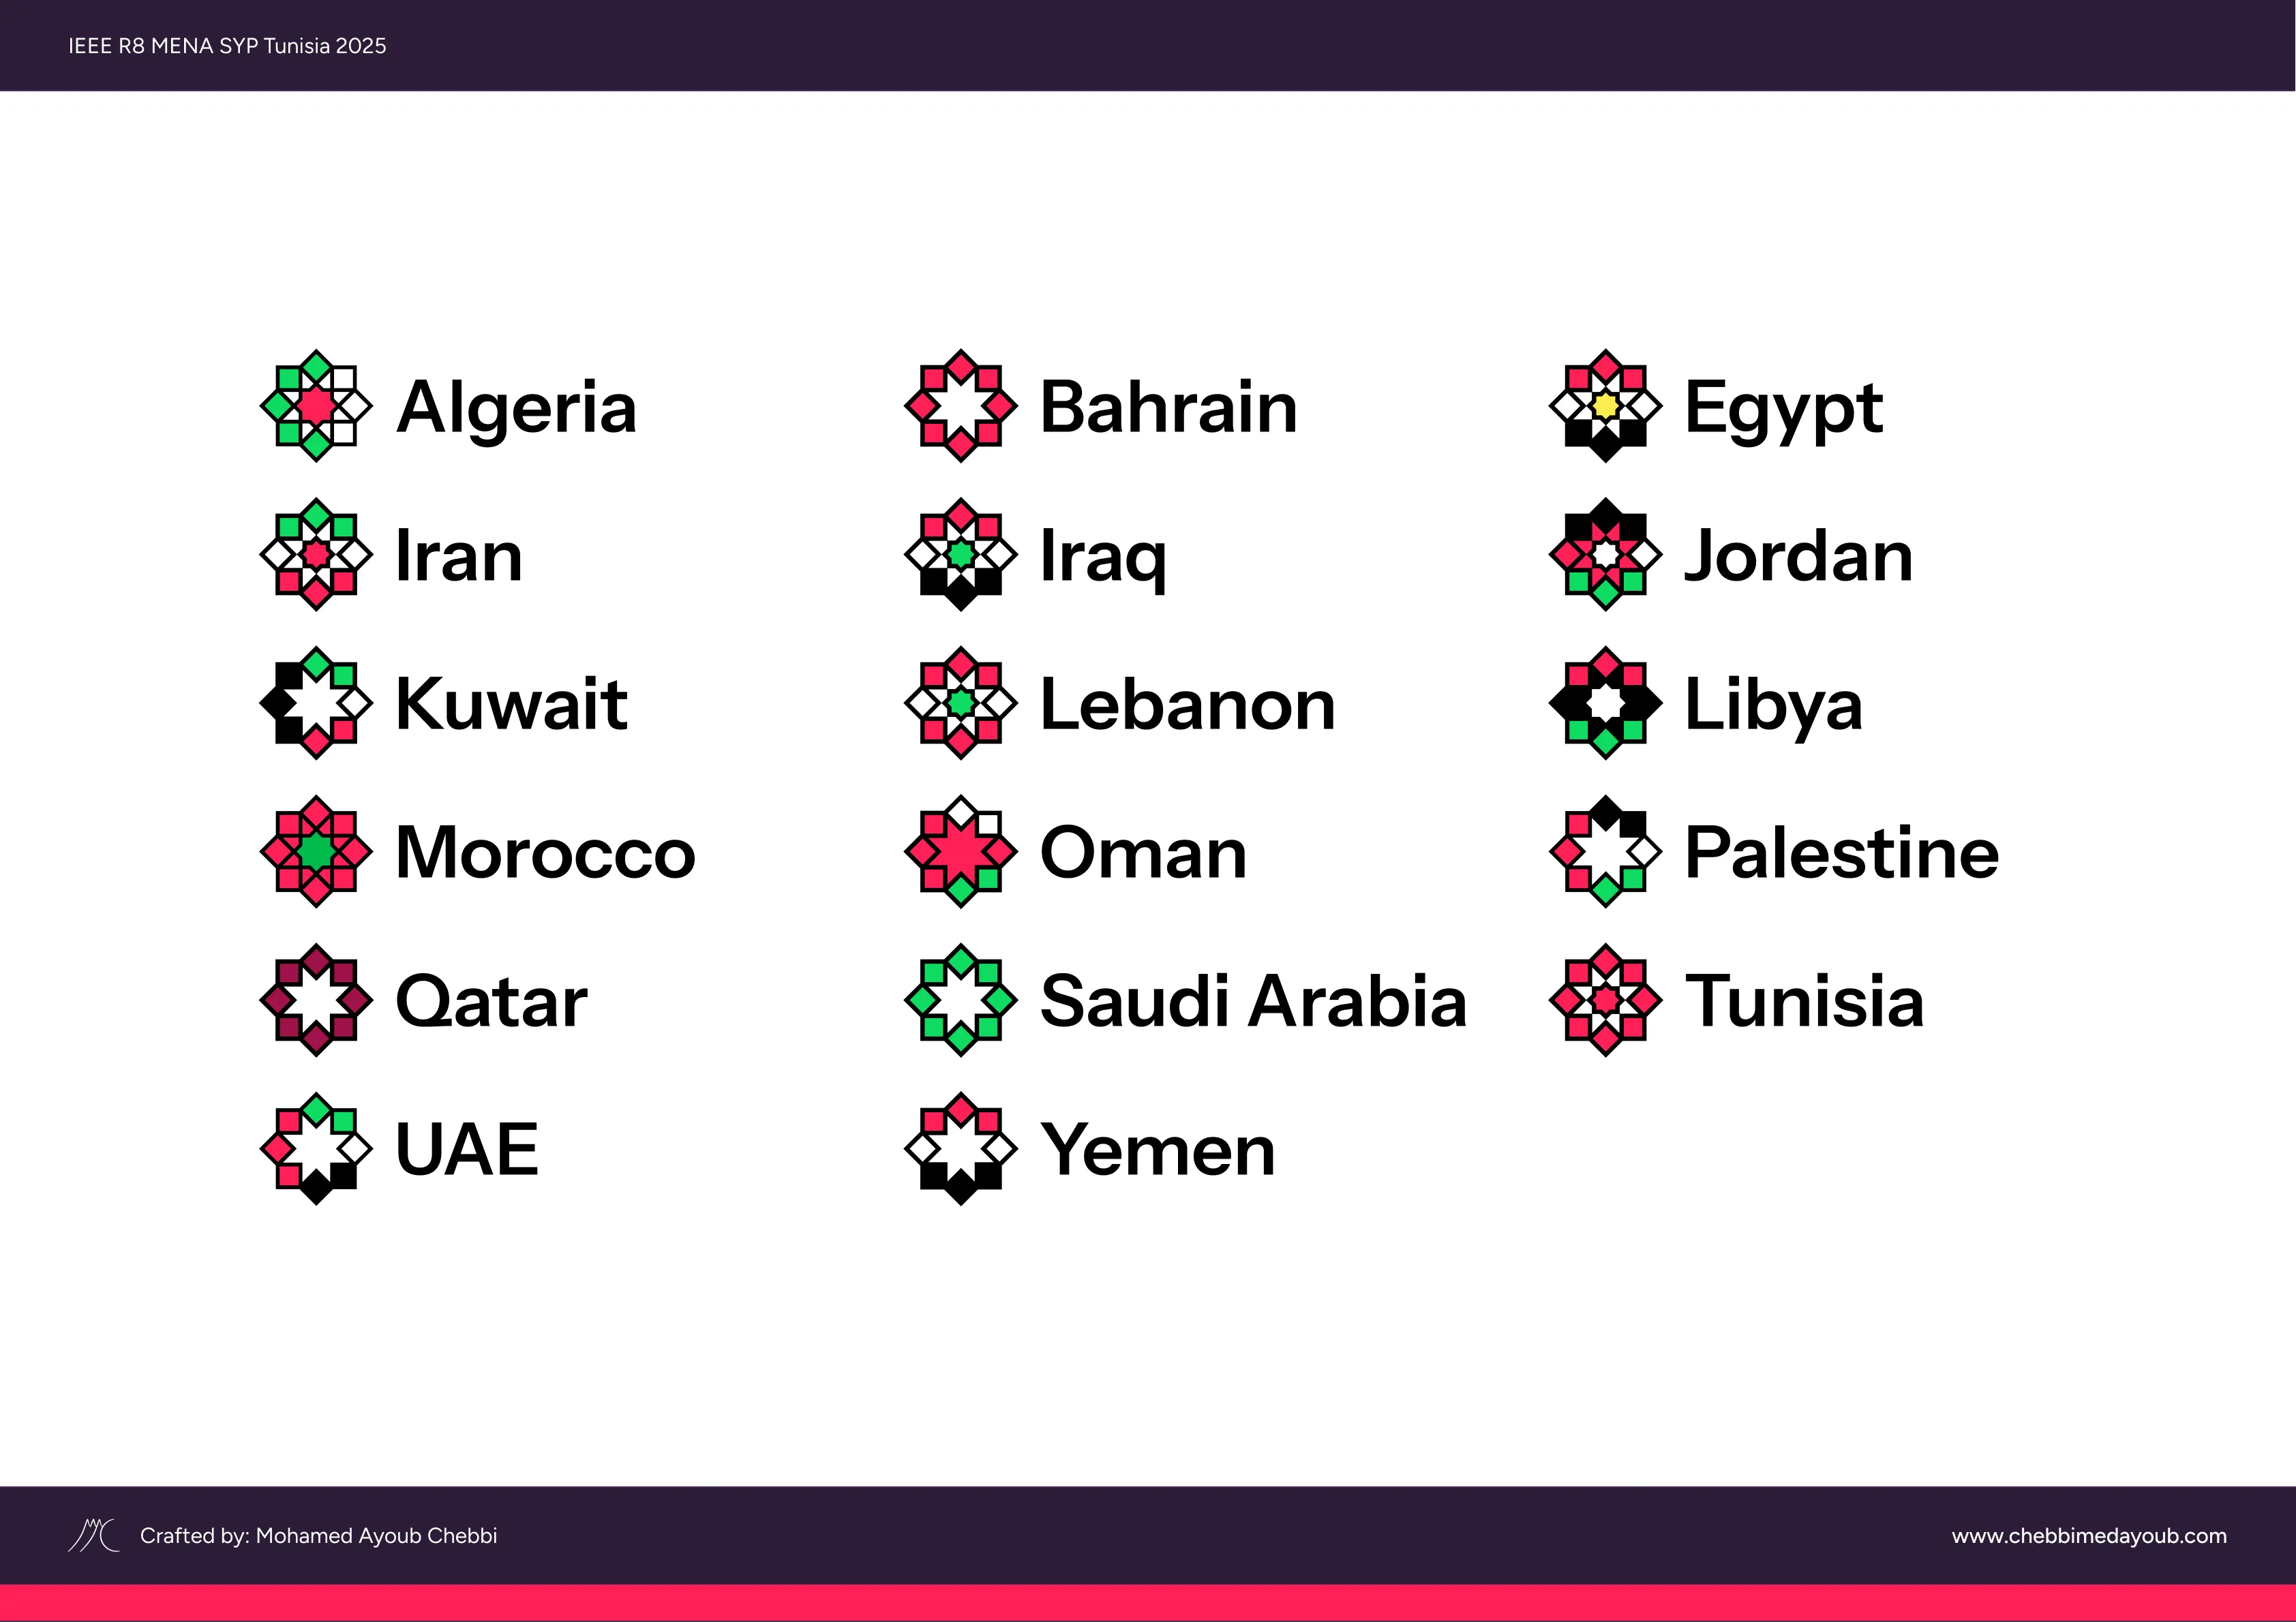 IEEE R8 MENA SYP Tunisia 2025
Algeria
Bahrain
Egypt
Iran
Iraq
Jordan
Kuwait
Lebanon
Libya
Morocco
Oman
Palestine
Qatar
Saudi Arabia
Tunisia
UAE
Yemen
Crafted by: Mohamed Ayoub Chebbi
www.chebbimedayoub.com